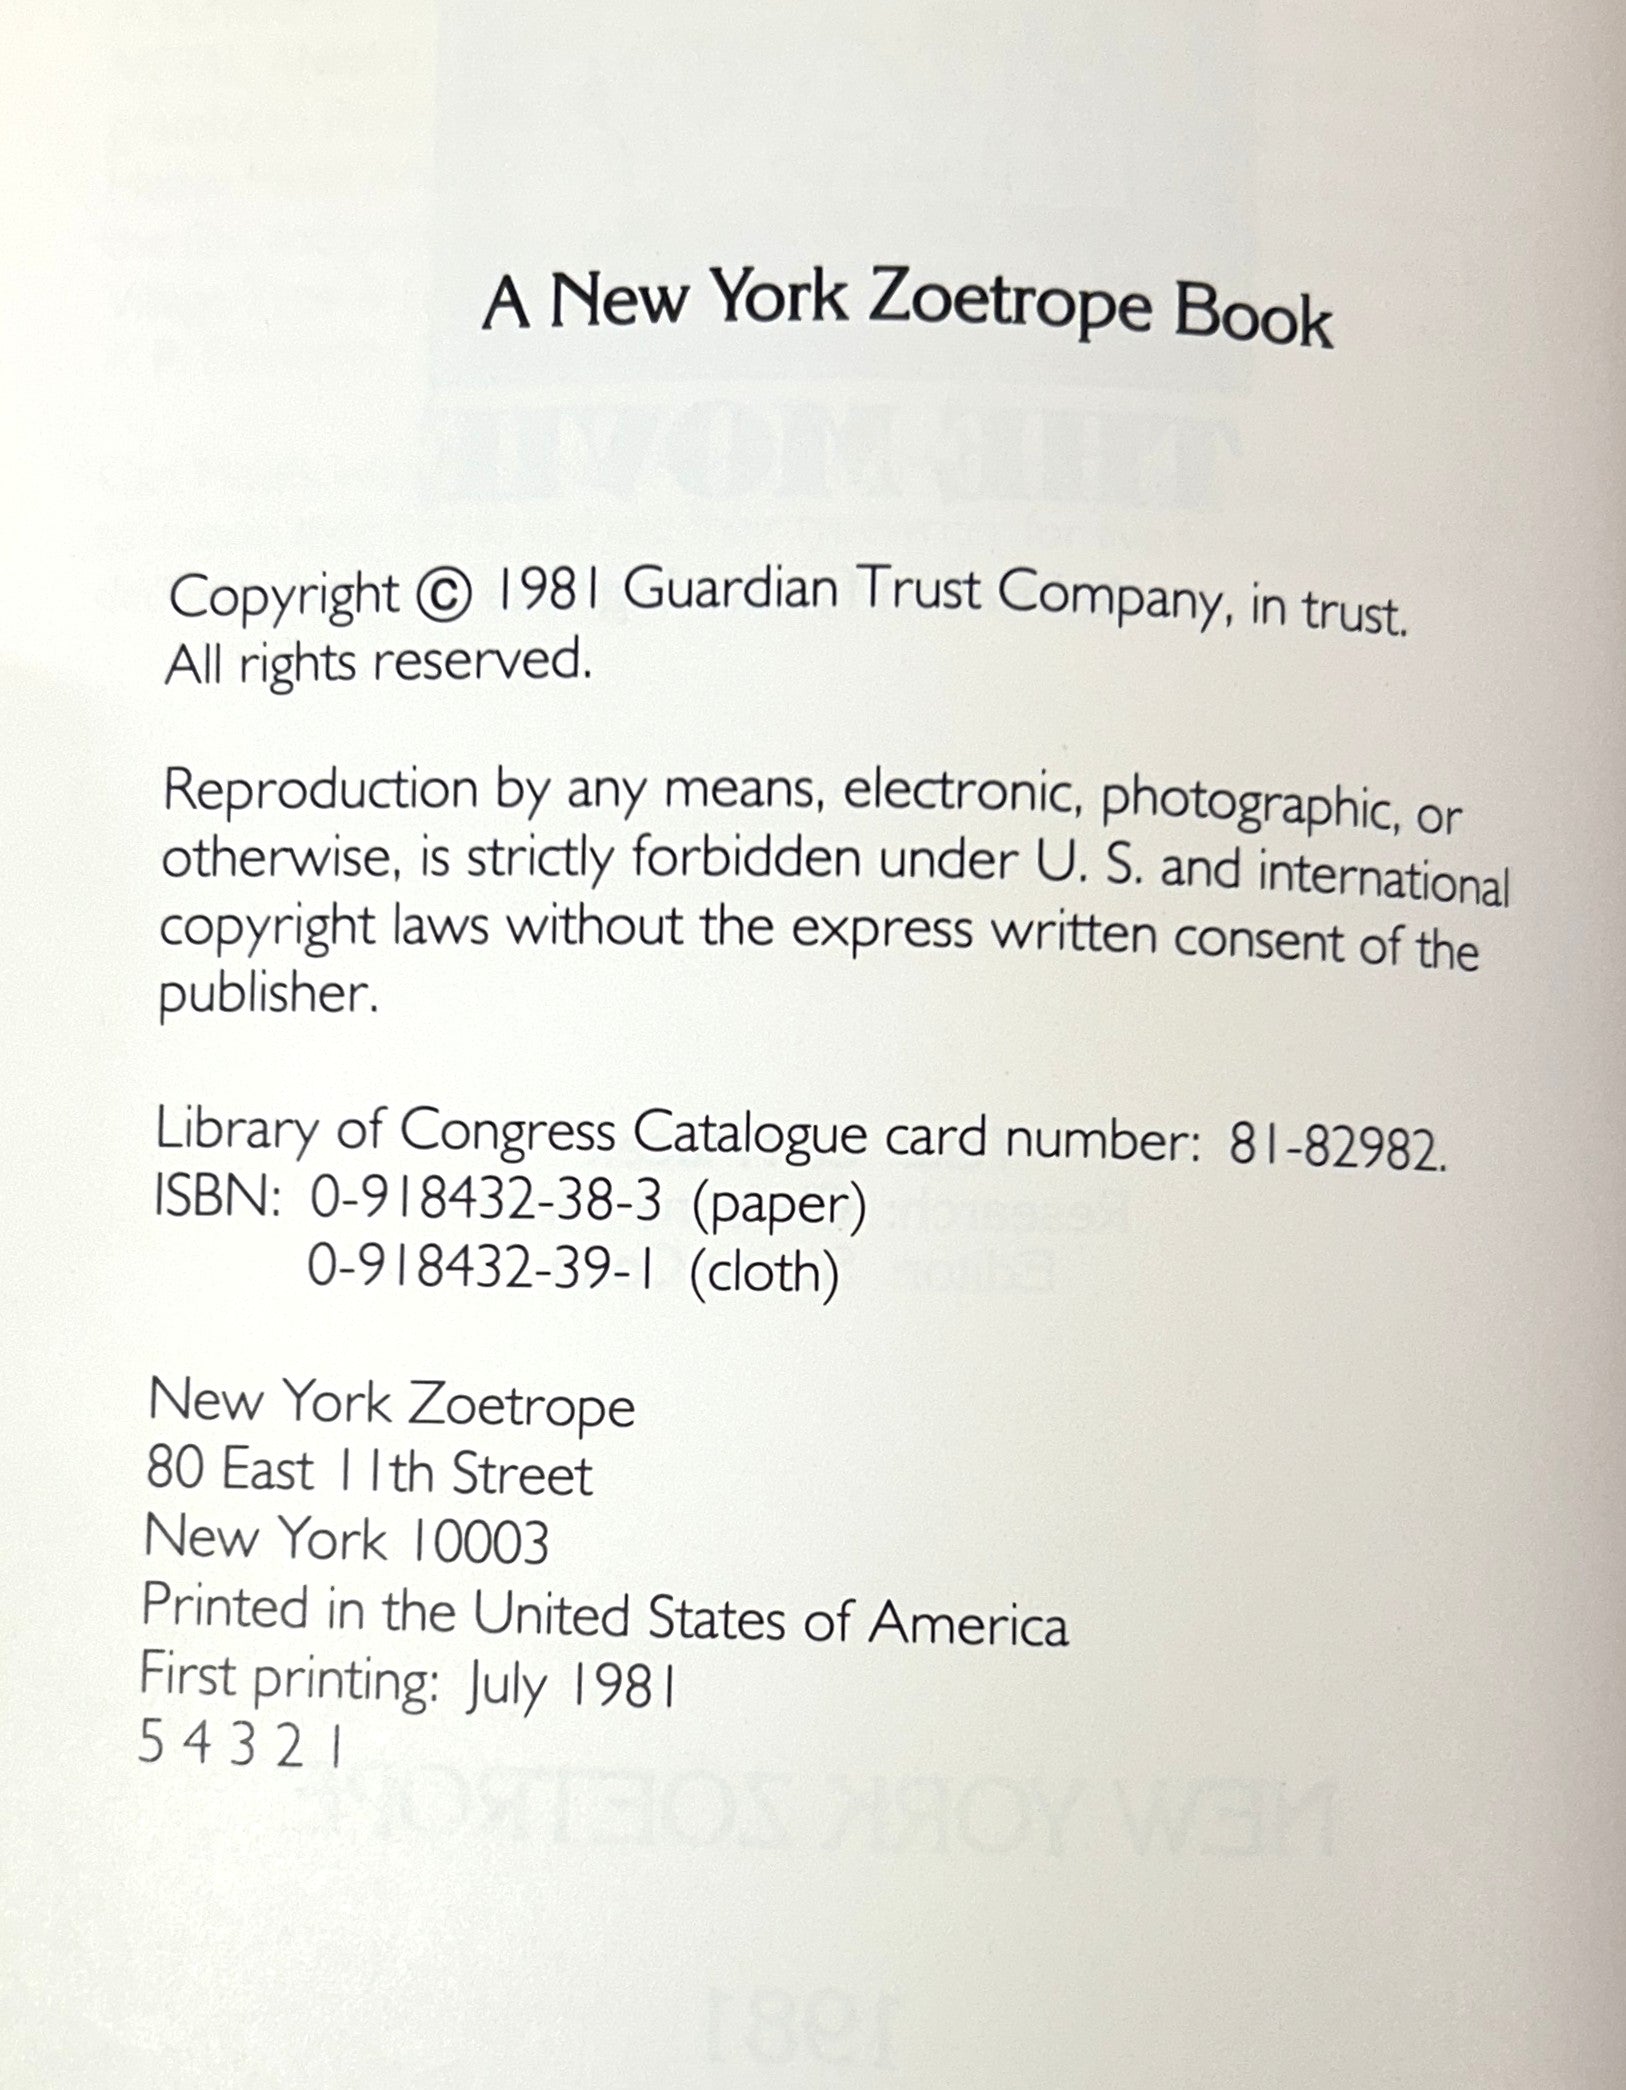 A New York Zoetrope Book
Copyright © 1981 Guardian Trust Company, in trust.
All rights reserved.
Reproduction by any means, electronic, photographic, or
otherwise, is strictly forbidden under U. S. and international
copyright laws without the express written consent of the
publisher.
Library of Congress Catalogue card number: 81-82982.
ISBN: 0-918432-38-3 (paper)
0-918432-39-1 (cloth)
New York Zoetrope
80 East 11th Street
New York 10003
Printed in the United States of America
First printing: July 1981
5 4 3 2 1
NEW YORK ZOETROPE
1981